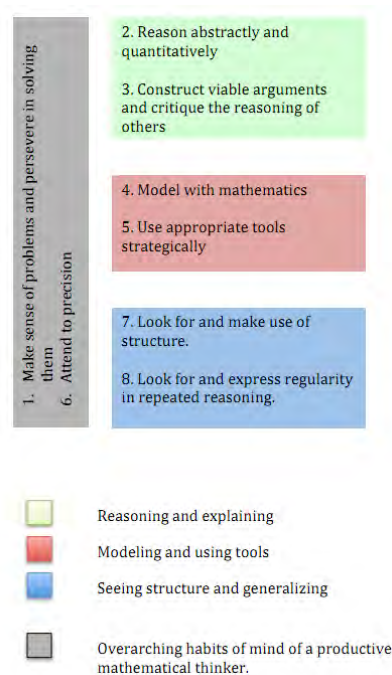 1. Make sense of problems and persevere in solving
them
6. Attend to precision
2. Reason abstractly and
quantitatively
3. Construct viable arguments
and critique the reasoning of
others
4. Model with mathematics
5. Use appropriate tools
strategically
7. Look for and make use of
structure.
8. Look for and express regularity
in repeated reasoning.
Reasoning and explaining
Modeling and using tools
Seeing structure and generalizing
Overarching habits of mind of a productive
mathematical thinker.